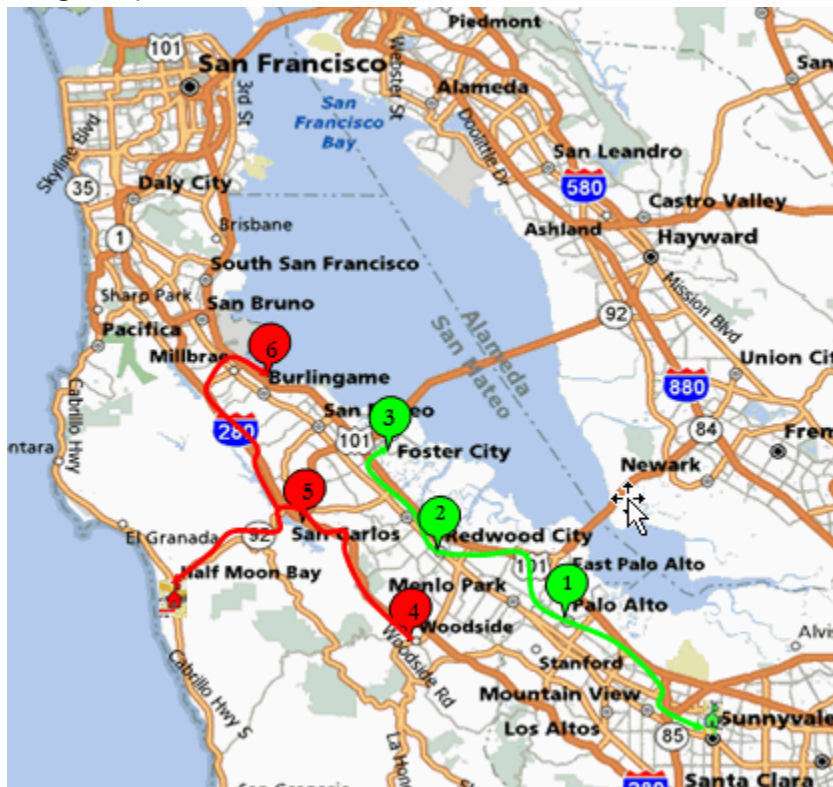 Piedmont
101
San Francisco
Webster St
3rd St
San
Francisco
Bay
Alameda
San
Skyline Blvd
Doolittle Dr
San Leandro
35
Daly City
580
Castro Valley
1
Brisbane
Ashland
Hayward
South San Francisco
Sharp Park
San Bruno
Mission Blvd
92
Alameda
San Mateo
Pacifica
Millbrae
6
Union Cit
Burlingame
880
Cabrillo Hwy
280
3
101
84
ntara
Foster City
Frem
Newark
5
2
El Granada
92
San Carlos
Redwood City
101
East Palo Alto
Half Moon Bay
Menlo Park
1
4
Palo Alto
Woodside
Alvis
Woodside Rd
Stanford
Cabrillo Hwy S
Mountain View
Sunnyvale
Los Altos
85
La Hon
280
Santa Clara